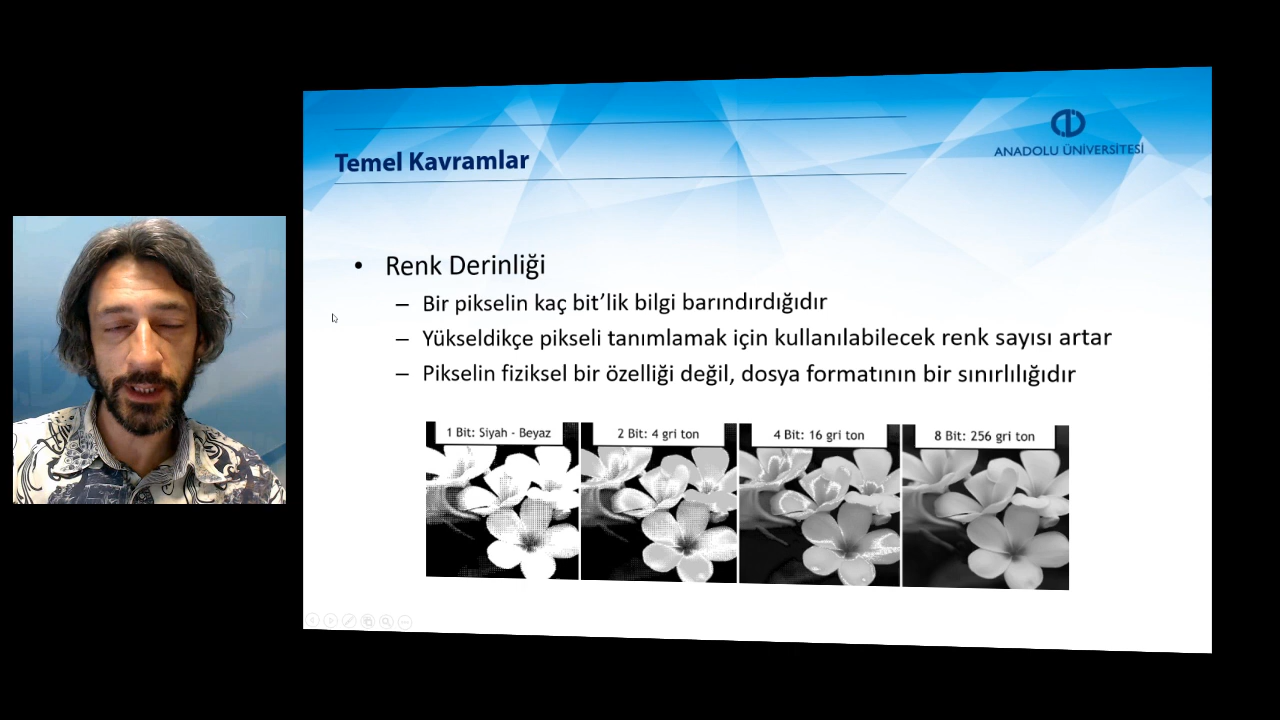 ANADOLU ÜNİVERSİTESİ
Temel Kavramlar
• Renk Derinliği
– Bir pikselin kaç bit’lik bilgi barındırdığıdır
– Yükseldikçe pikseli tanımlamak için kullanılabilecek renk sayısı artar
– Pikselin fiziksel bir özelliği değil, dosya formatının bir sınırlılığıdır
1 Bit: Siyah - Beyaz
2 Bit: 4 gri ton
4 Bit: 16 gri ton
8 Bit: 256 gri ton